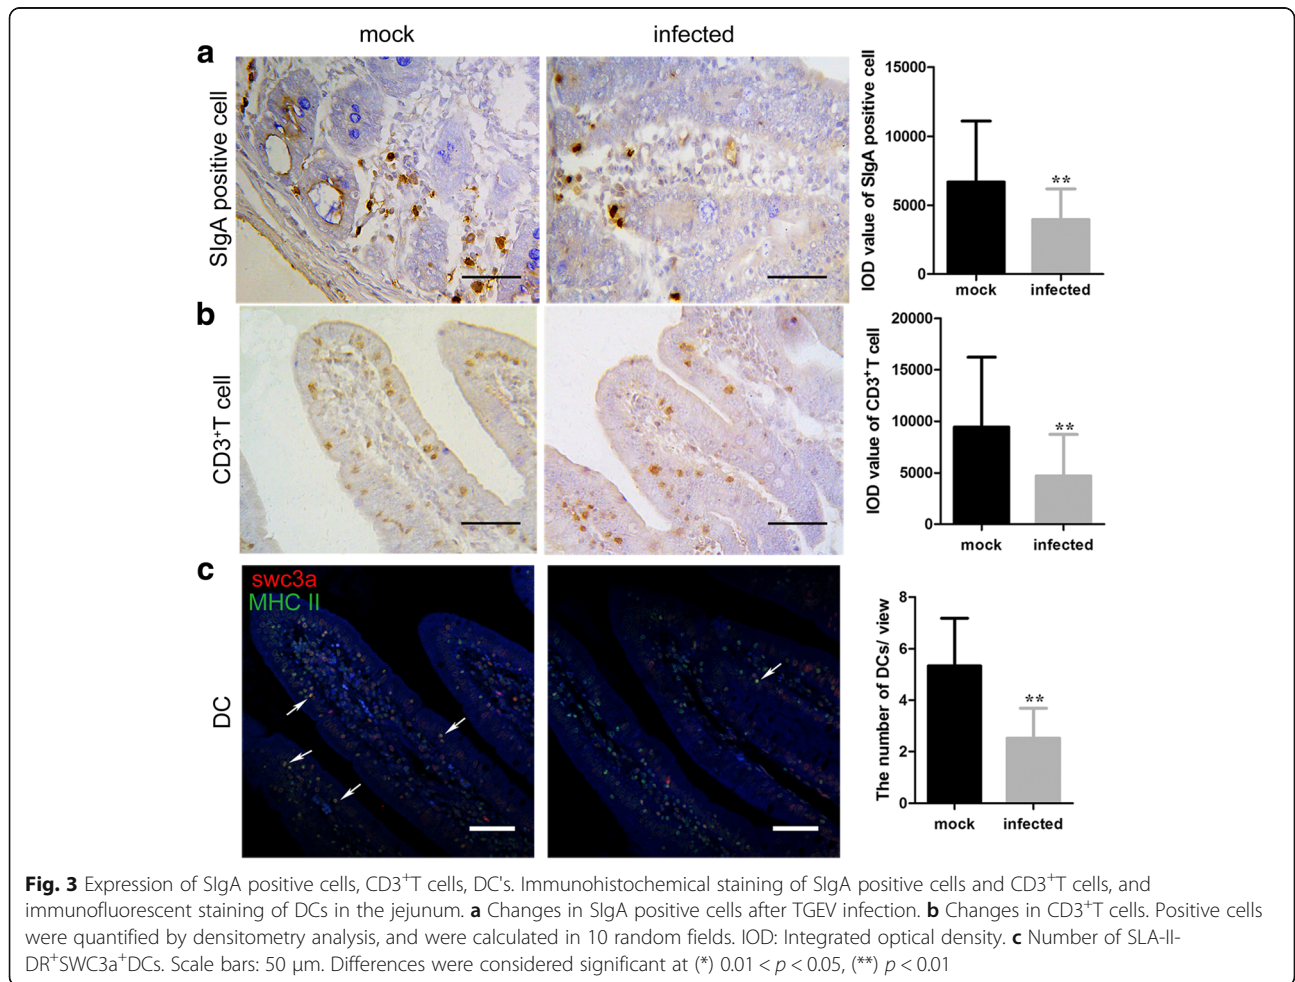 mock
infected
a
SIgA positive cell
IOD value of SIgA positive cell
15000
10000
5000
0
**
mock
infected
b
CD3+T cell
IOD value of CD3+T cell
20000
15000
10000
5000
0
**
mock
infected
c
swc3a
MHC II
DC
The number of DCs/ view
8
6
4
2
0
**
mock
infected
Fig. 3 Expression of SIgA positive cells, CD3+T cells, DC's. Immunohistochemical staining of SIgA positive cells and CD3+T cells, and
immunofluorescent staining of DCs in the jejunum. a Changes in SIgA positive cells after TGEV infection. b Changes in CD3+T cells. Positive cells
were quantified by densitometry analysis, and were calculated in 10 random fields. IOD: Integrated optical density. c Number of SLA-II-
DR+SWC3a+DCs. Scale bars: 50 μm. Differences were considered significant at (*) 0.01 < p < 0.05, (**) p < 0.01